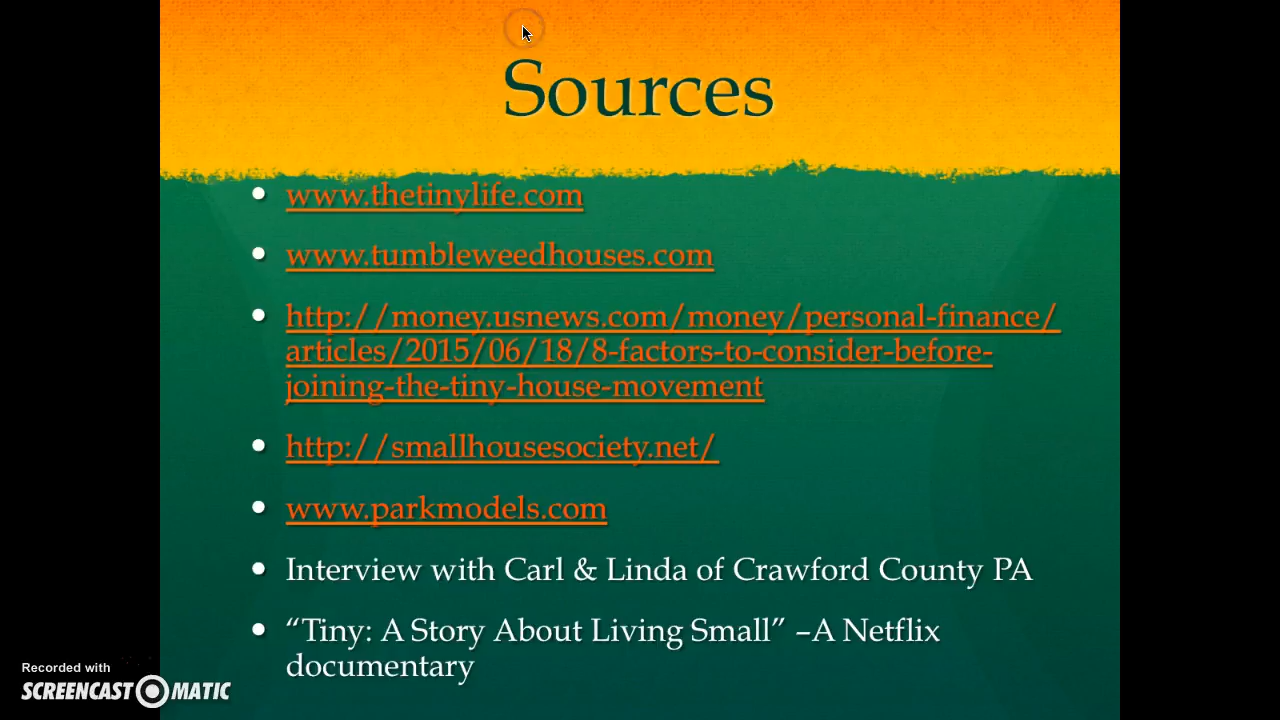 Sources
www.thetinylife.com
www.tumbleweedhouses.com
http://money.usnews.com/money/personal-finance/
articles/2015/06/18/8-factors-to-consider-before-
joining-the-tiny-house-movement
http://smallhousesociety.net/
www.parkmodels.com
Interview with Carl & Linda of Crawford County PA
“Tiny: A Story About Living Small” –A Netflix
documentary
Recorded with
SCREENCAST MATIC